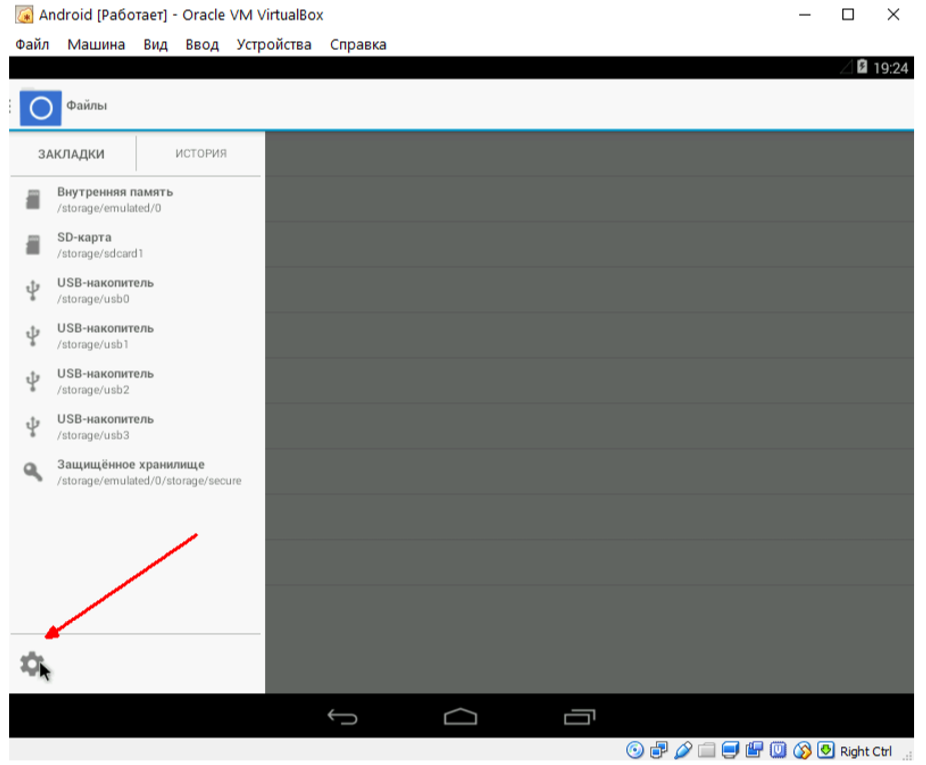 Android [Работает] - Oracle VM VirtualBox
Файл Машина Вид Ввод Устройства Справка
19:24
Файлы
ЗАКЛАДКИ ИСТОРИЯ
Внутренняя память
/storage/emulated/0
SD-карта
/storage/sdcard1
USB-накопитель
/storage/usb0
USB-накопитель
/storage/usb1
USB-накопитель
/storage/usb2
USB-накопитель
/storage/usb3
Защищённое хранилище
/storage/emulated/0/storage/secure
Right Ctrl